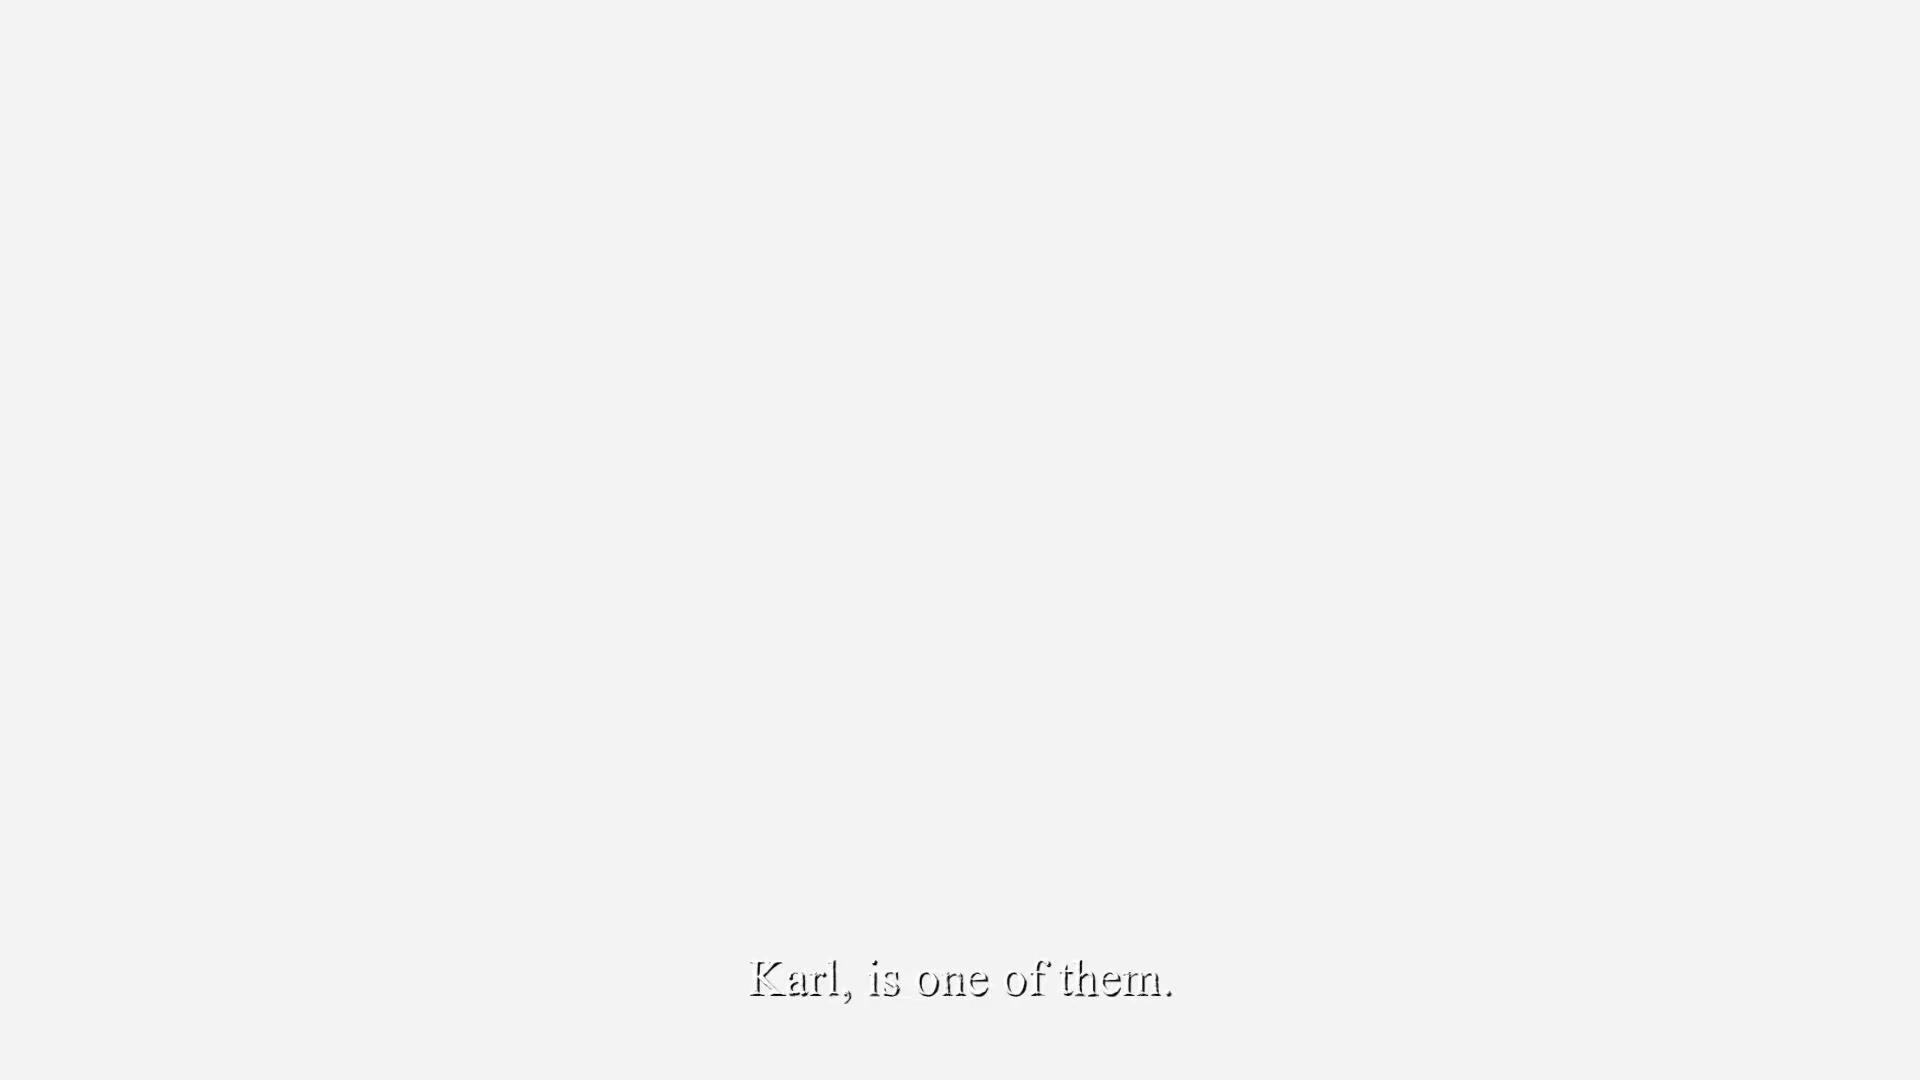 Karl, is one of them.